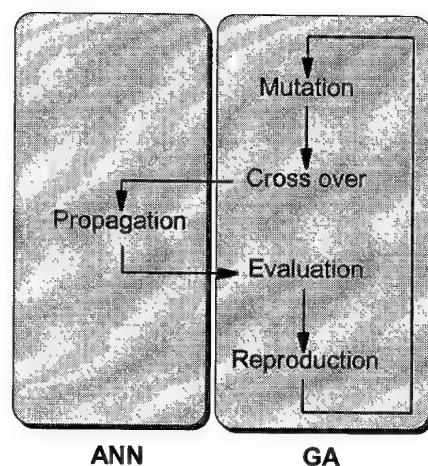 Mutation
Cross over
Propagation
Evaluation
Reproduction
ANN GA